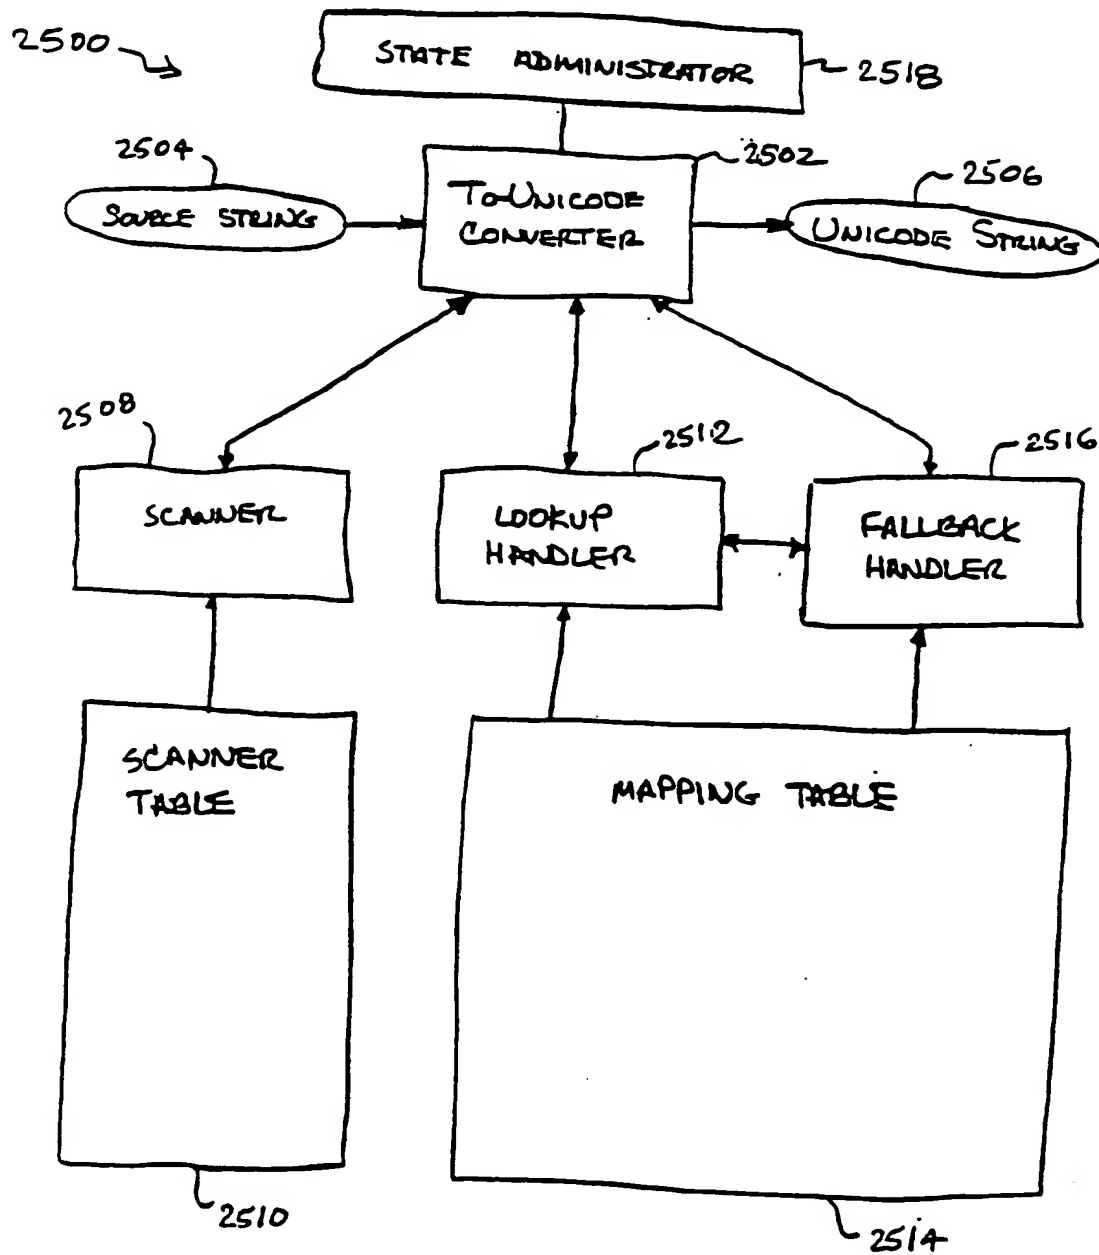 2500
STATE ADMINISTRATOR
2518
2504
2502
2506
SOURCE STRING
TO-UNICODE
CONVERTER
UNICODE STRING
2508
2512
2516
SCANNER
LOOKUP
HANDLER
FALLBACK
HANDLER
SCANNER
TABLE
MAPPING TABLE
2510
2514